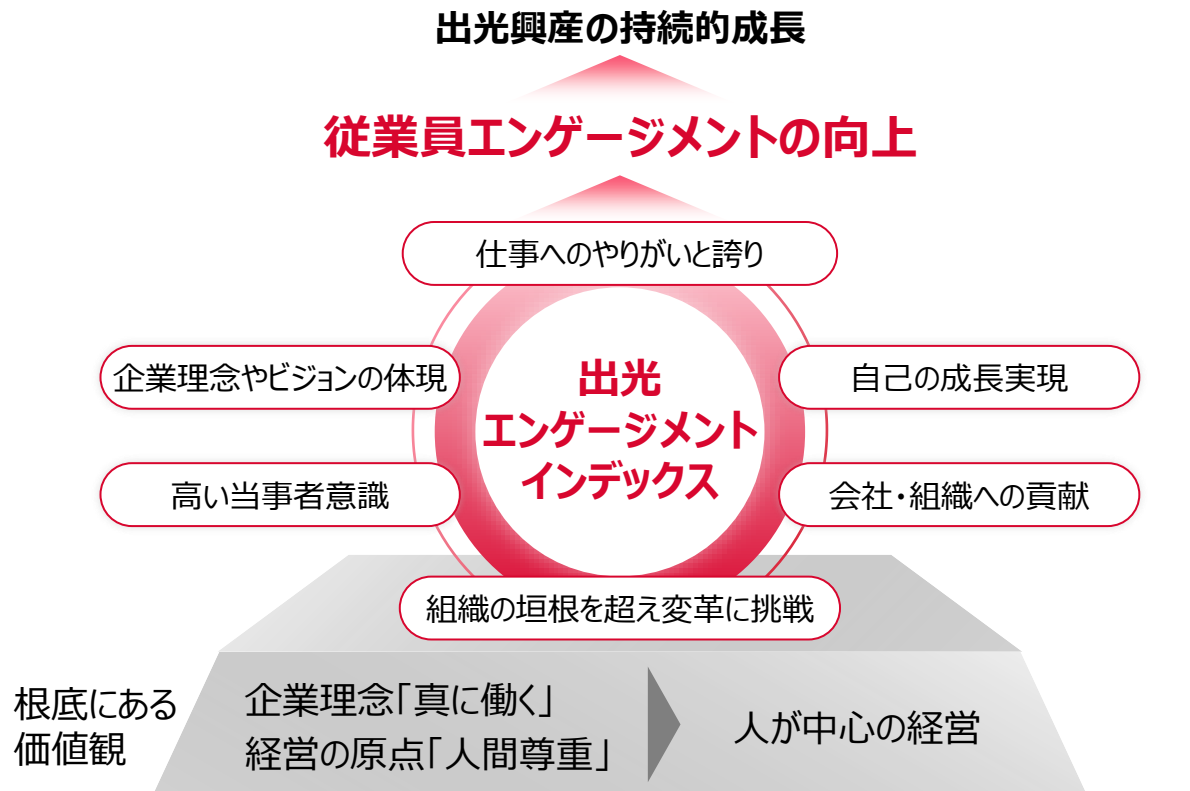 出光興産の持続的成長
従業員エンゲージメントの向上
仕事へのやりがいと誇り
企業理念やビジョンの体現
自己の成長実現
出光
エンゲージメント
インデックス
高い当事者意識
会社・組織への貢献
組織の垣根を超え変革に挑戦
根底にある
価値観
企業理念「真に働く」
経営の原点「人間尊重」
人が中心の経営